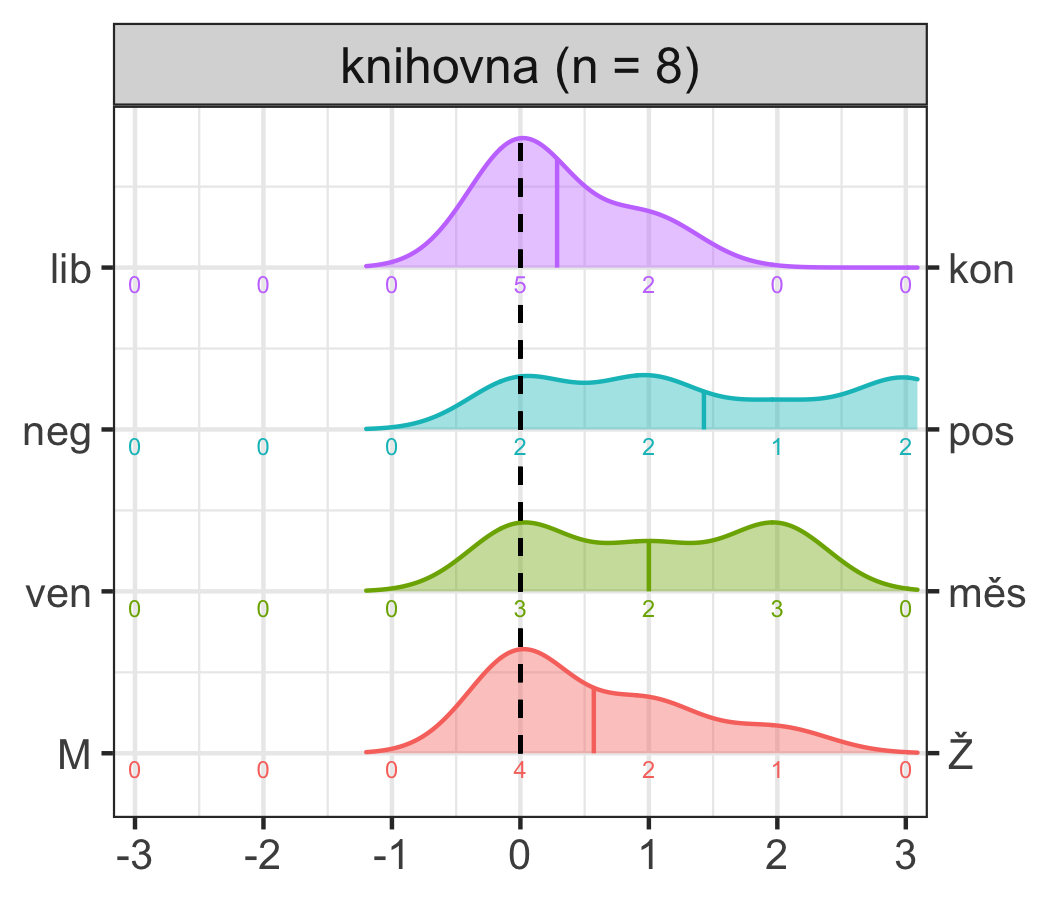 knihovna (n = 8)
lib kon
0 0 0 5 2 0 0
neg pos
0 0 0 2 2 1 2
ven měs
0 0 0 3 2 3 0
M Ž
0 0 0 4 2 1 0
-3 -2 -1 0 1 2 3